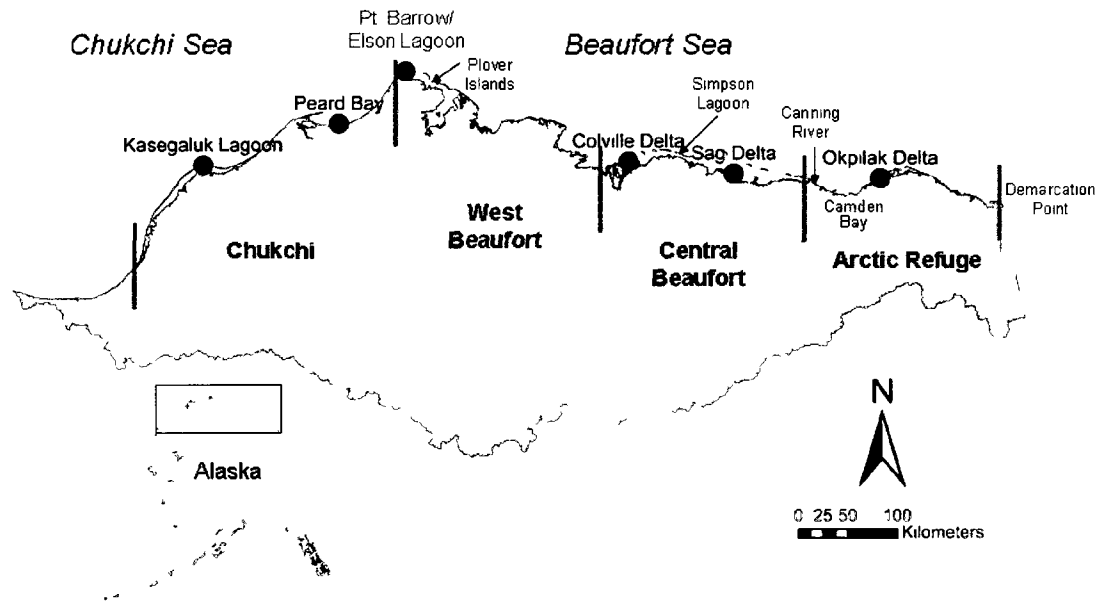 Chukchi Sea
Pt Barrow/
Elson Lagoon
Beaufort Sea
Plover
Islands
Simpson
Lagoon
Peard Bay
Canning
River
Kasegaluk Lagoon
Colville Delta
Sag Delta
Okpilak Delta
Demarcation
Point
Camden
Bay
West
Beaufort
Chukchi
Central
Beaufort
Arctic Refuge
N
Alaska
0 25 50 100
Kilometers